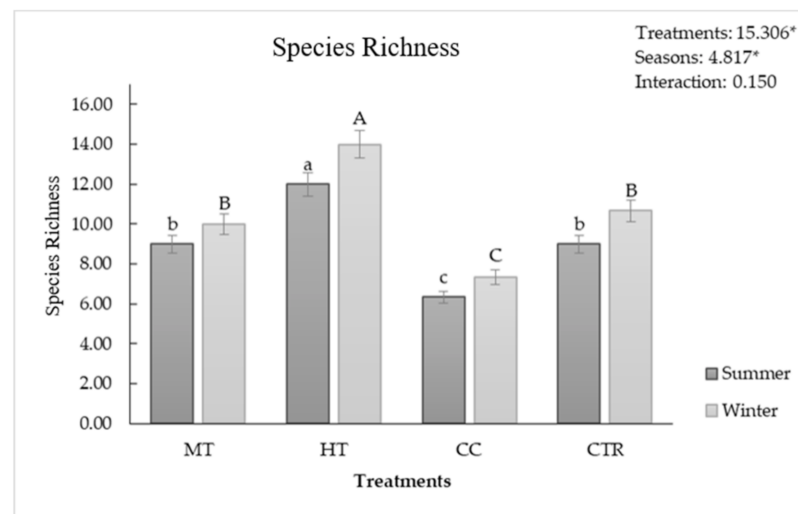 Species Richness
Treatments: 15.306*
Seasons: 4.817*
Interaction: 0.150
Species Richness
16.00
14.00
12.00
10.00
8.00
6.00
4.00
2.00
0.00
b
B
a
A
c
C
b
B
MT
HT
CC
CTR
Treatments
Summer
Winter